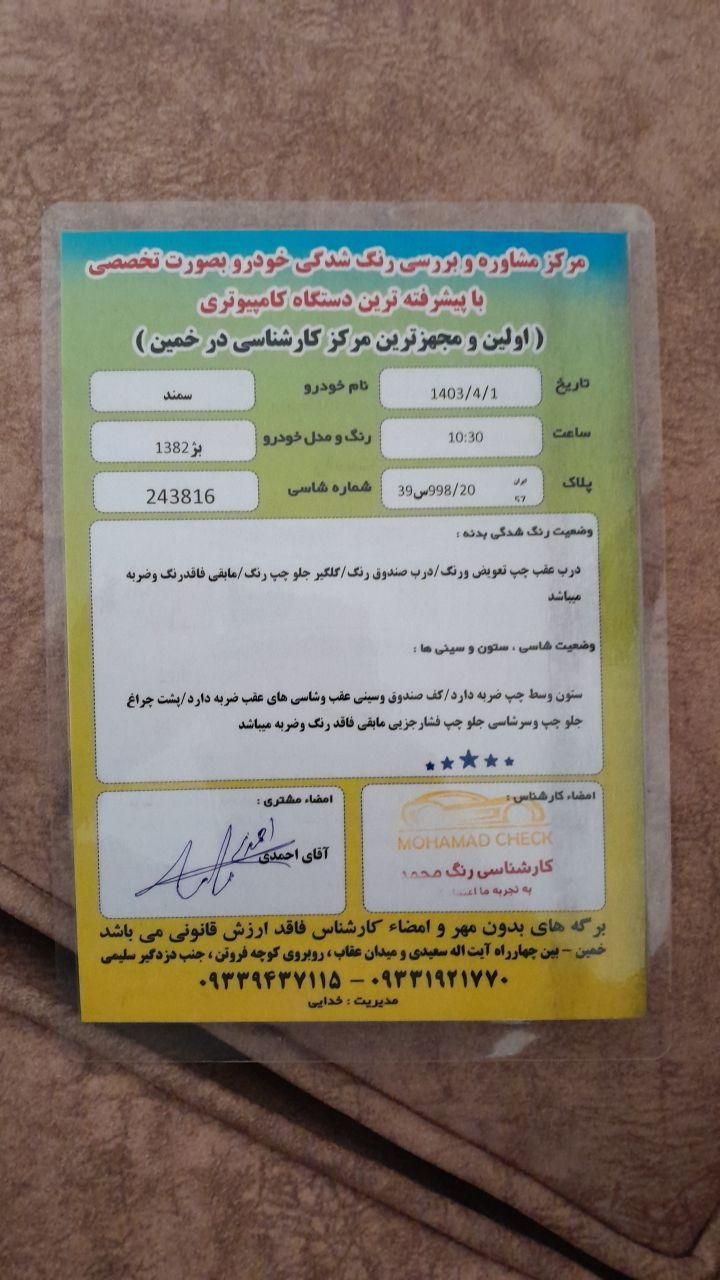 مرکز مشاوره و بررسی رنگ شدگی خودرو بصورت تخصصی
با پیشرفته ترین دستگاه کامپیوتری
( اولین و مجهزترین مرکز کارشناسی در خمین )
تاریخ 1403/4/1 نام خودرو سمند
ساعت 10:30 رنگ و مدل خودرو بژ1382
پلاک ایران 57 998/20س39 شماره شاسی 243816
وضعیت رنگ شدگی بدنه :
درب عقب چپ تعویض ورنگ/درب صندوق رنگ/گلگیر جلو چپ رنگ/مابقی فاقدرنگ وضربه
میباشد
وضعیت شاسی ، ستون و سینی ها :
ستون وسط چپ ضربه دارد/کف صندوق وسینی عقب وشاسی های عقب ضربه دارد/پشت چراغ
جلو چپ وسرشاسی جلو چپ فشارجزیی مابقی فاقد رنگ وضربه میباشد
امضاء کارشناس : امضاء مشتری :
MOHAMAD CHECK
کارشناسی رنگ محمد
به تجربه ما
احمدی
آقای احمدی
برگه های بدون مهر و امضاء کارشناس فاقد ارزش قانونی می باشد
خمین - بین چهارراه آیت اله سعیدی و میدان عقاب ، روبروی کوچه فروتن ، جنب دزدگیر سلیمی
۰۹۳۳۱۹۲۱۷۷۰ - ۰۹۳۳۹۴۳۷۱۱۵
مدیریت : خدایی